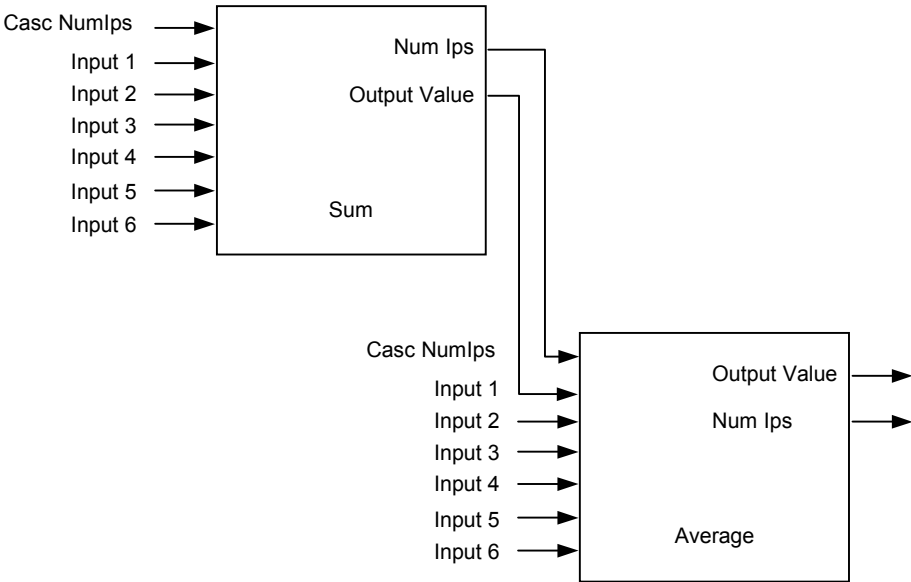 Casc NumIps
Input 1
Input 2
Input 3
Input 4
Input 5
Input 6
Num Ips
Output Value
Sum
Casc NumIps
Input 1
Input 2
Input 3
Input 4
Input 5
Input 6
Output Value
Num Ips
Average